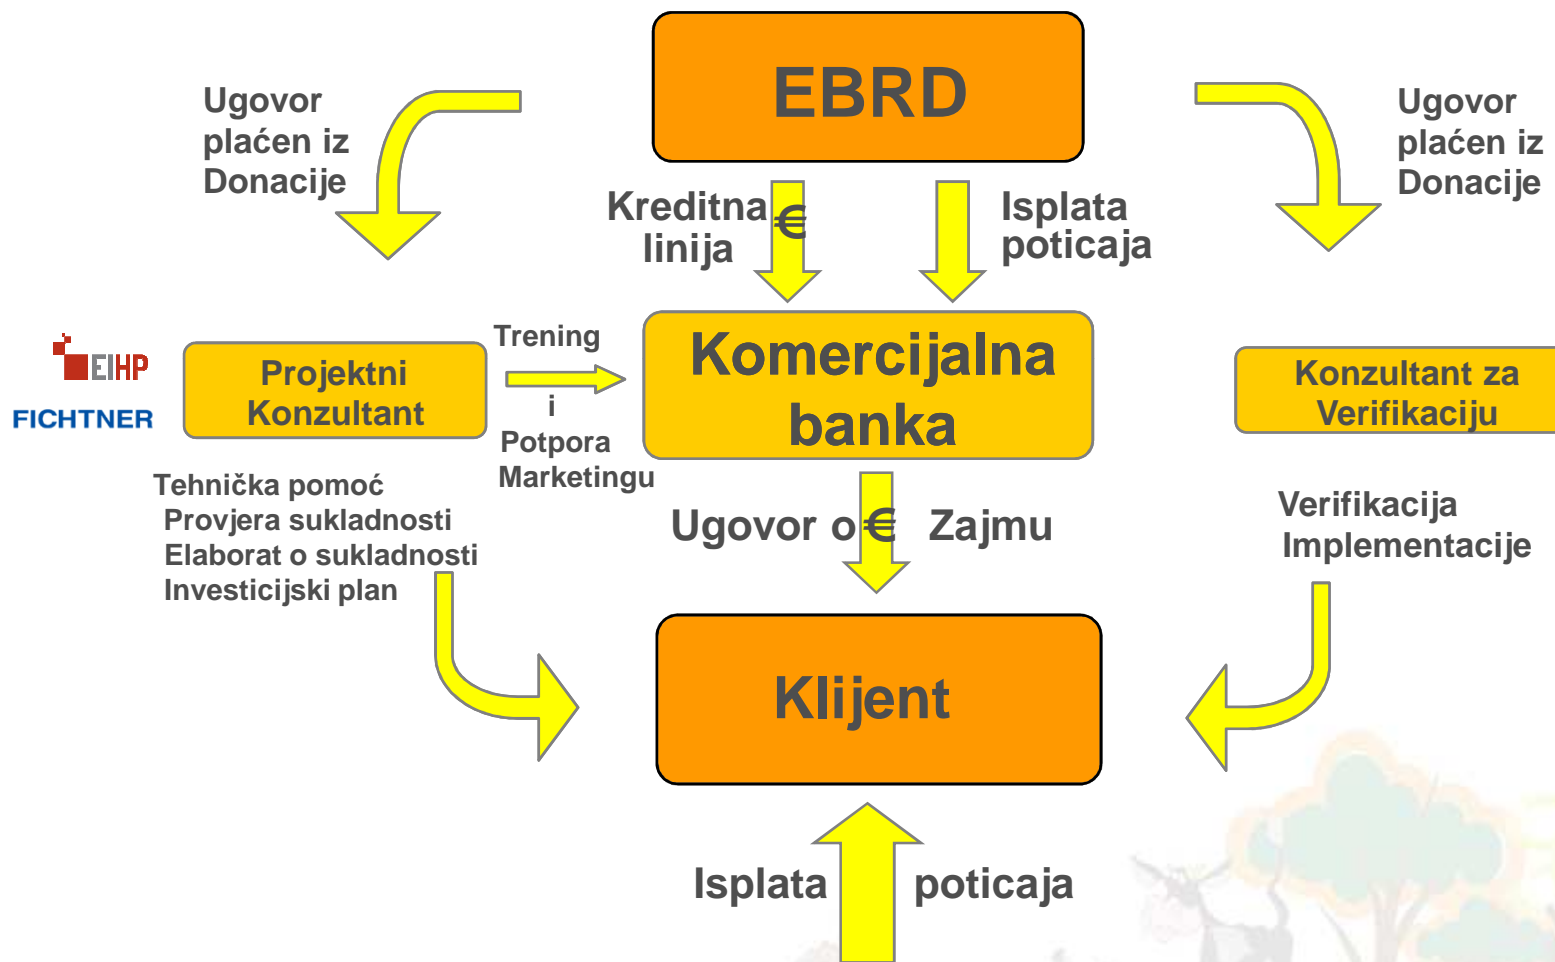 EBRD
Ugovor
plaćen iz
Donacije
Ugovor
plaćen iz
Donacije
Kreditna €
linija
Isplata
poticaja
EIHP
FICHTNER
Projektni
Konzultant
Trening
i
Potpora
Marketingu
Komercijalna
banka
Konzultant za
Verifikaciju
Tehnička pomoć
Provjera sukladnosti
Elaborat o sukladnosti
Investicijski plan
Ugovor o € Zajmu
Verifikacija
Implementacije
Klijent
Isplata poticaja